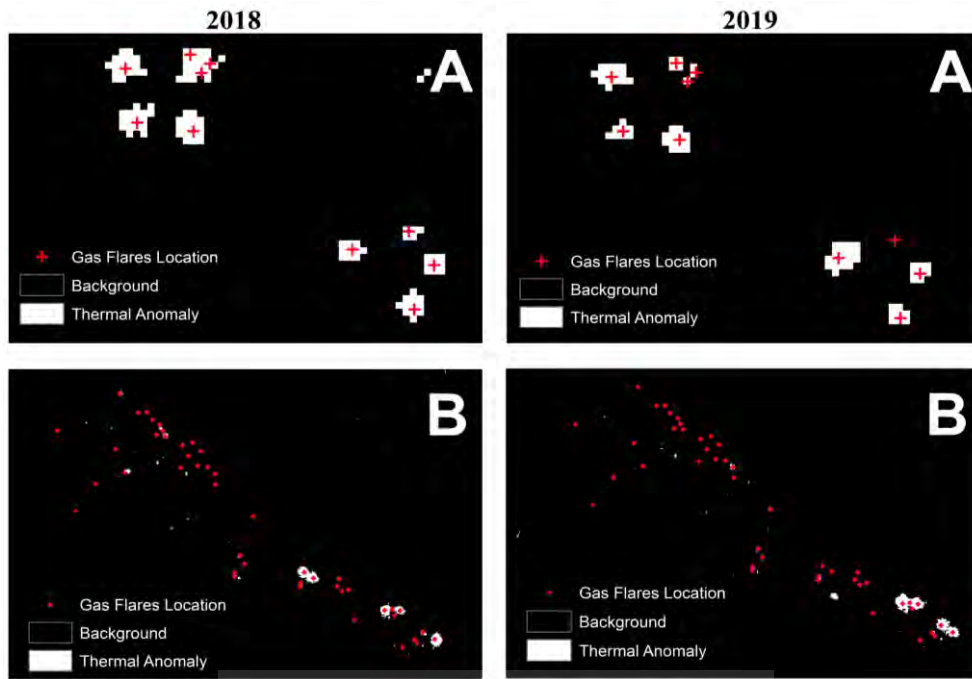 2018
2019
A
A
Gas Flares Location
Background
Thermal Anomaly
Gas Flares Location
Background
Thermal Anomaly
B
B
Gas Flares Location
Background
Thermal Anomaly
Gas Flares Location
Background
Thermal Anomaly